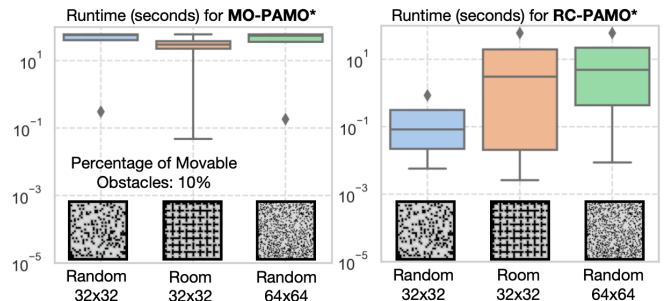 Runtime (seconds) for MO-PAMO*
10^1
10^−1
10^−3
10^−5
Percentage of Movable
Obstacles: 10%
Random
32x32
Room
32x32
Random
64x64
Runtime (seconds) for RC-PAMO*
10^1
10^−1
10^−3
10^−5
Random
32x32
Room
32x32
Random
64x64